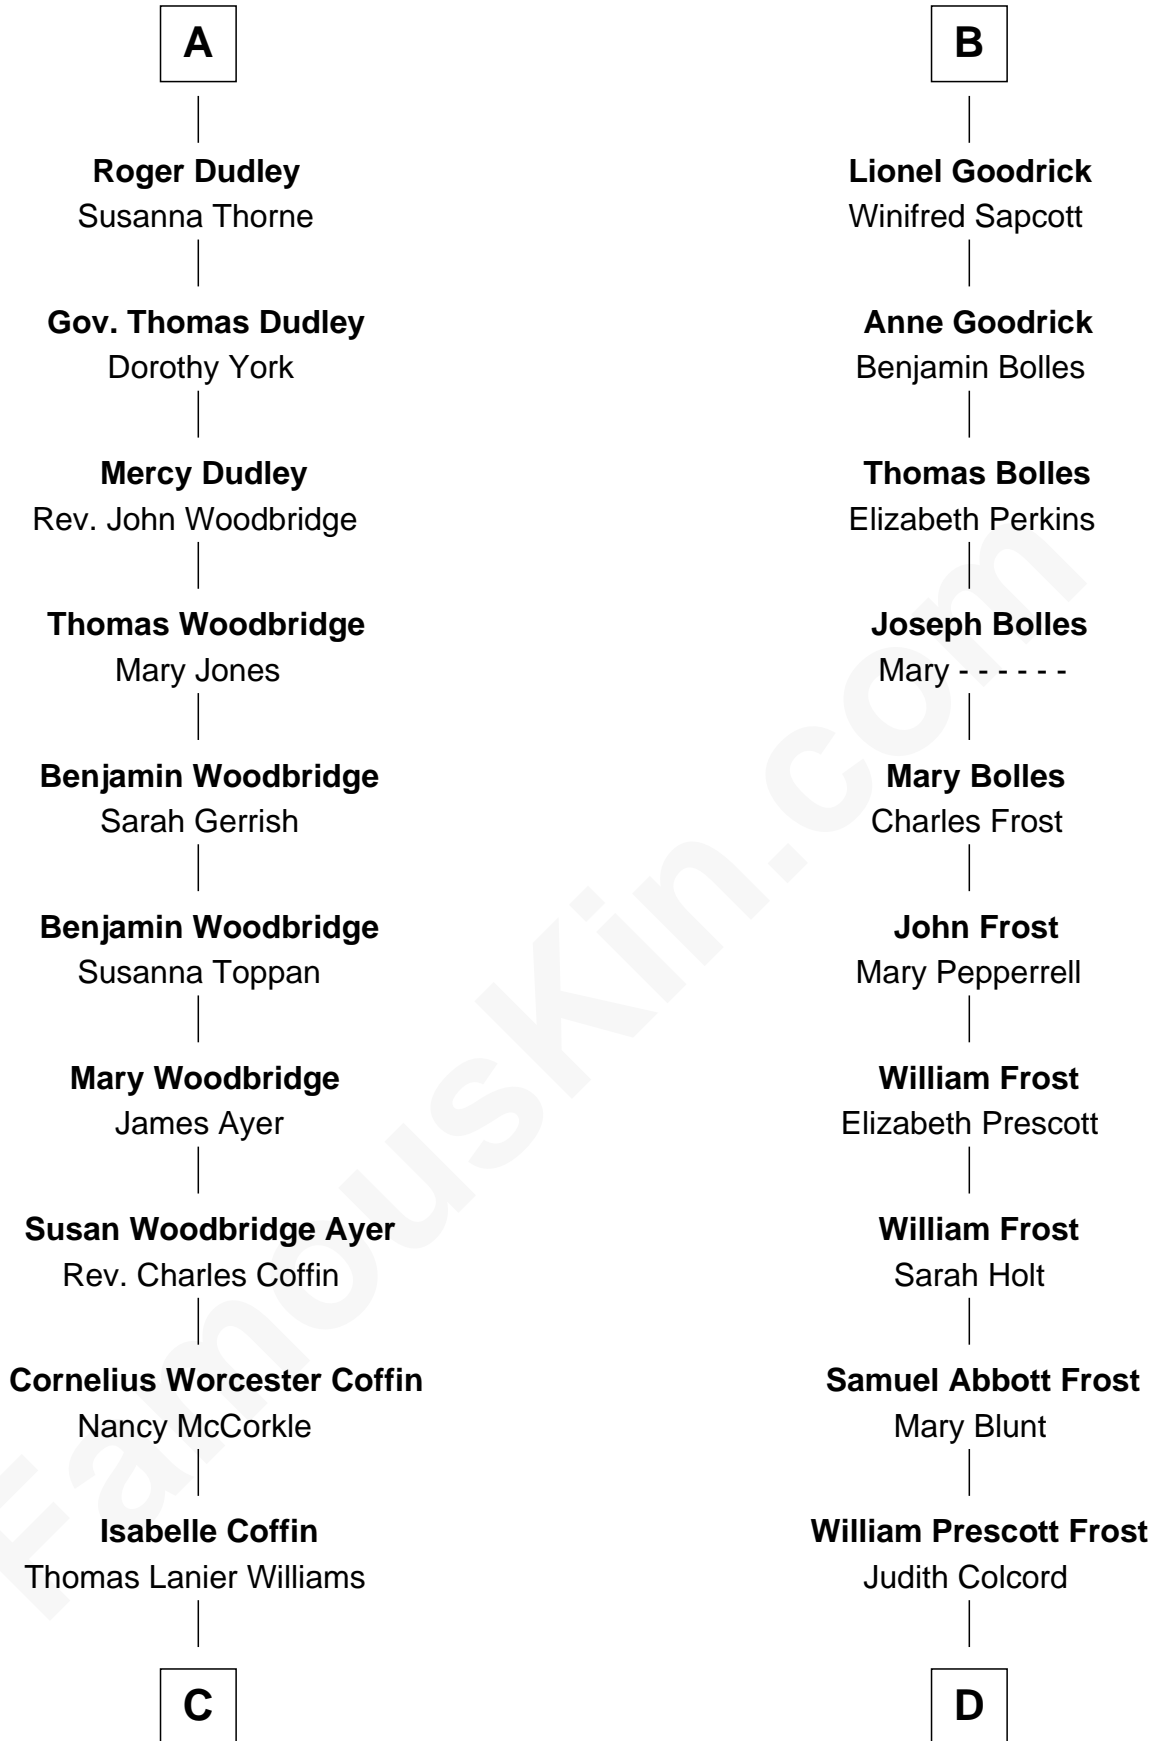 A
Roger Dudley
Susanna Thorne
Gov. Thomas Dudley
Dorothy York
Mercy Dudley
Rev. John Woodbridge
Thomas Woodbridge
Mary Jones
Benjamin Woodbridge
Sarah Gerrish
Benjamin Woodbridge
Susanna Toppan
Mary Woodbridge
James Ayer
Susan Woodbridge Ayer
Rev. Charles Coffin
Cornelius Worcester Coffin
Nancy McCorkle
Isabelle Coffin
Thomas Lanier Williams
C
B
Lionel Goodrick
Winifred Sapcott
Anne Goodrick
Benjamin Bolles
Thomas Bolles
Elizabeth Perkins
Joseph Bolles
Mary - - - - - -
Mary Bolles
Charles Frost
John Frost
Mary Pepperrell
William Frost
Elizabeth Prescott
William Frost
Sarah Holt
Samuel Abbott Frost
Mary Blunt
William Prescott Frost
Judith Colcord
D
FamousKin.com